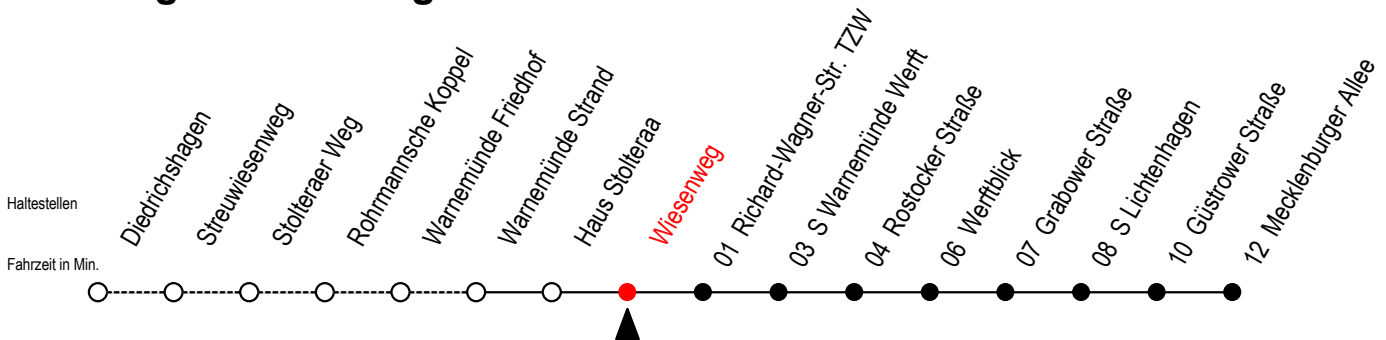 Haltestellen
Fahrzeit in Min.
Diedrichshagen
Streuwiesenweg
Stolteraer Weg
Rohrmannsche Koppel
Warnemünde Friedhof
Warnemünde Strand
Haus Stolteraa
Wiesenweg
01 Richard-Wagner-Str. TZW
03 S Warnemünde Werft
04 Rostocker Straße
06 Werftblick
07 Grabower Straße
08 S Lichtenhagen
10 Güstrower Straße
12 Mecklenburger Allee